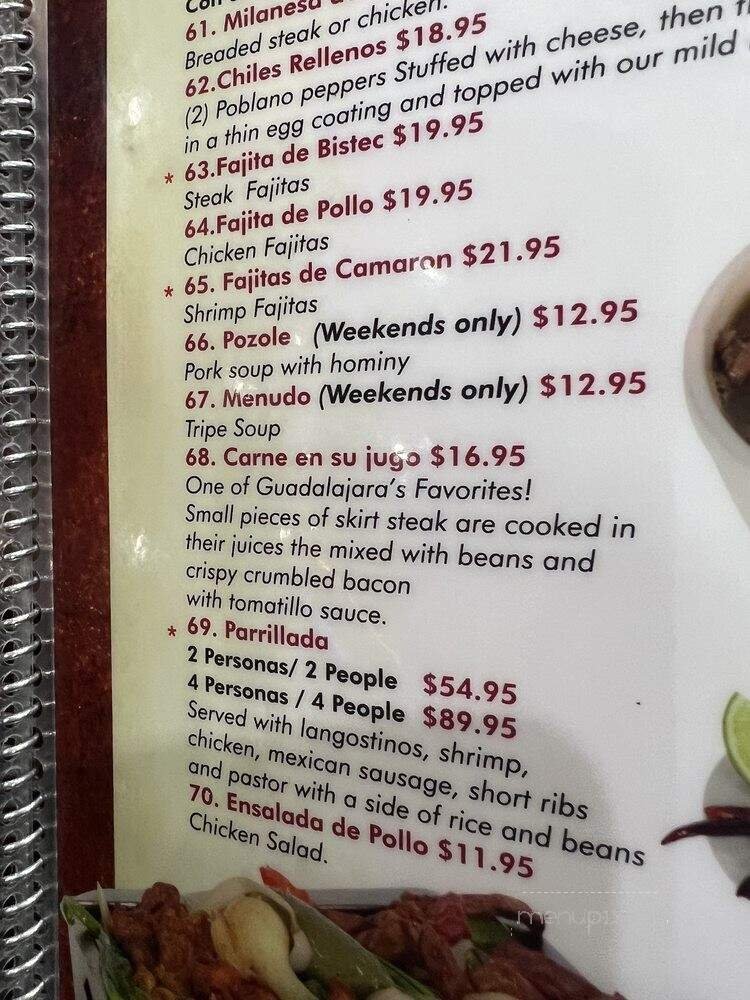 61. Milanesa
Breaded steak or chicken.
62.Chiles Rellenos $18.95
(2) Poblano peppers Stuffed with cheese, then
in a thin egg coating and topped with our mild
* 63.Fajita de Bistec $19.95
Steak Fajitas
64.Fajita de Pollo $19.95
Chicken Fajitas
* 65. Fajitas de Camaron $21.95
Shrimp Fajitas
66. Pozole (Weekends only) $12.95
Pork soup with hominy
67. Menudo (Weekends only) $12.95
Tripe Soup
68. Carne en su jugo $16.95
One of Guadalajara's Favorites!
Small pieces of skirt steak are cooked in
their juices the mixed with beans and
crispy crumbled bacon
with tomatillo sauce.
* 69. Parrillada
2 Personas/ 2 People $54.95
4 Personas / 4 People $89.95
Served with langostinos, shrimp,
chicken, mexican sausage, short ribs
and pastor with a side of rice and beans
70. Ensalada de Pollo $11.95
Chicken Salad.